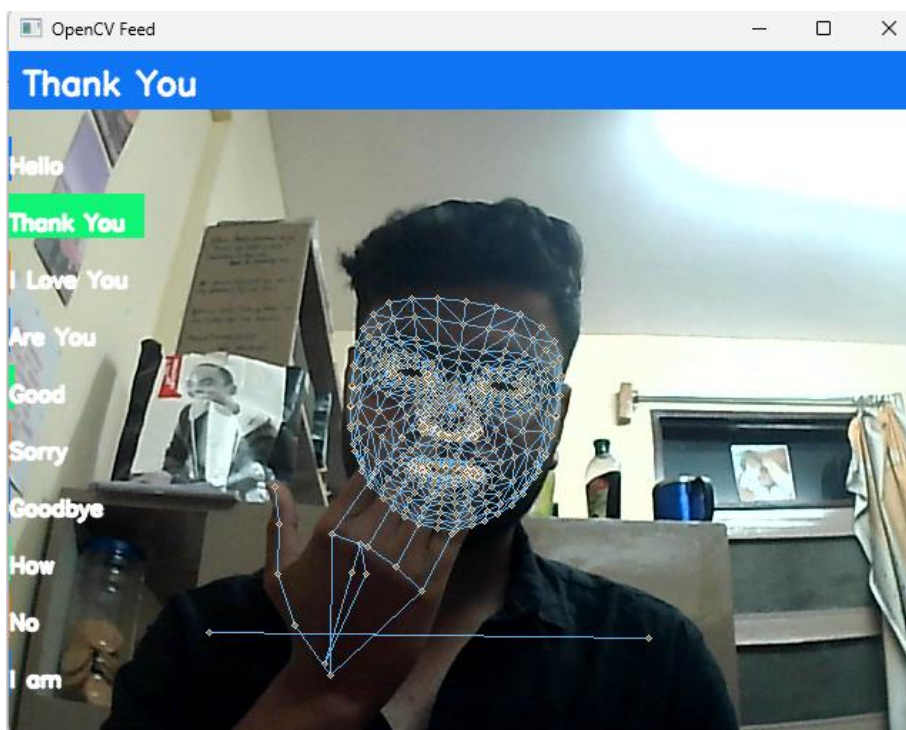 OpenCV Feed
Thank You
Hello
Thank You
I Love You
Are You
Good
Sorry
Goodbye
How
No
I am